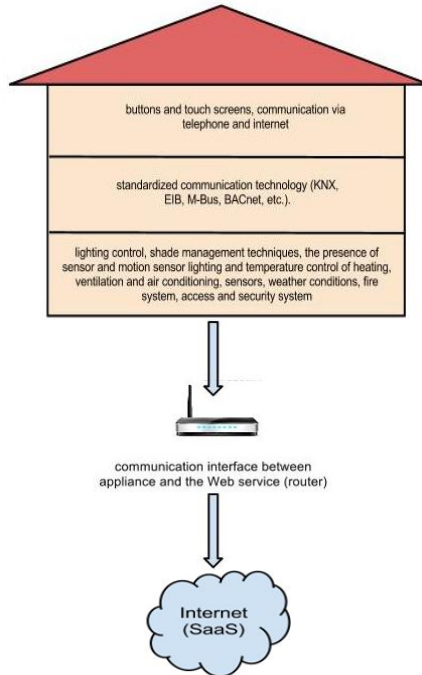 buttons and touch screens, communication via
telephone and internet
standardized communication technology (KNX,
EIB, M-Bus, BACnet, etc.).
lighting control, shade management techniques, the presence of
sensor and motion sensor lighting and temperature control of heating,
ventilation and air conditioning, sensors, weather conditions, fire
system, access and security system
communication interface between
appliance and the Web service (router)
Internet
(SaaS)